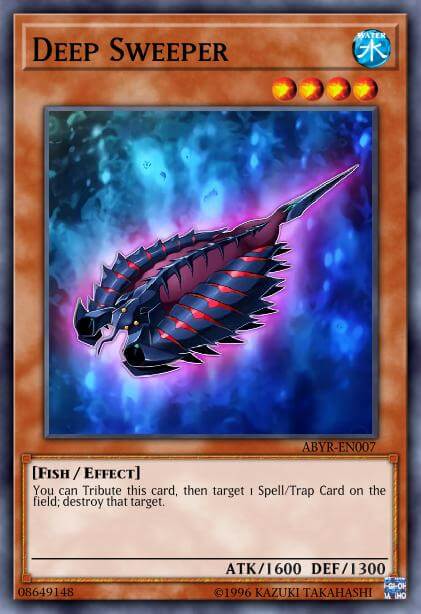 Deep Sweeper
WATER
水
ABYR-EN007
[Fish / Effect]
You can Tribute this card, then target 1 Spell/Trap Card on the
field; destroy that target.
ATK/1600 DEF/1300
08649148
©1996 KAZUKI TAKAHASHI